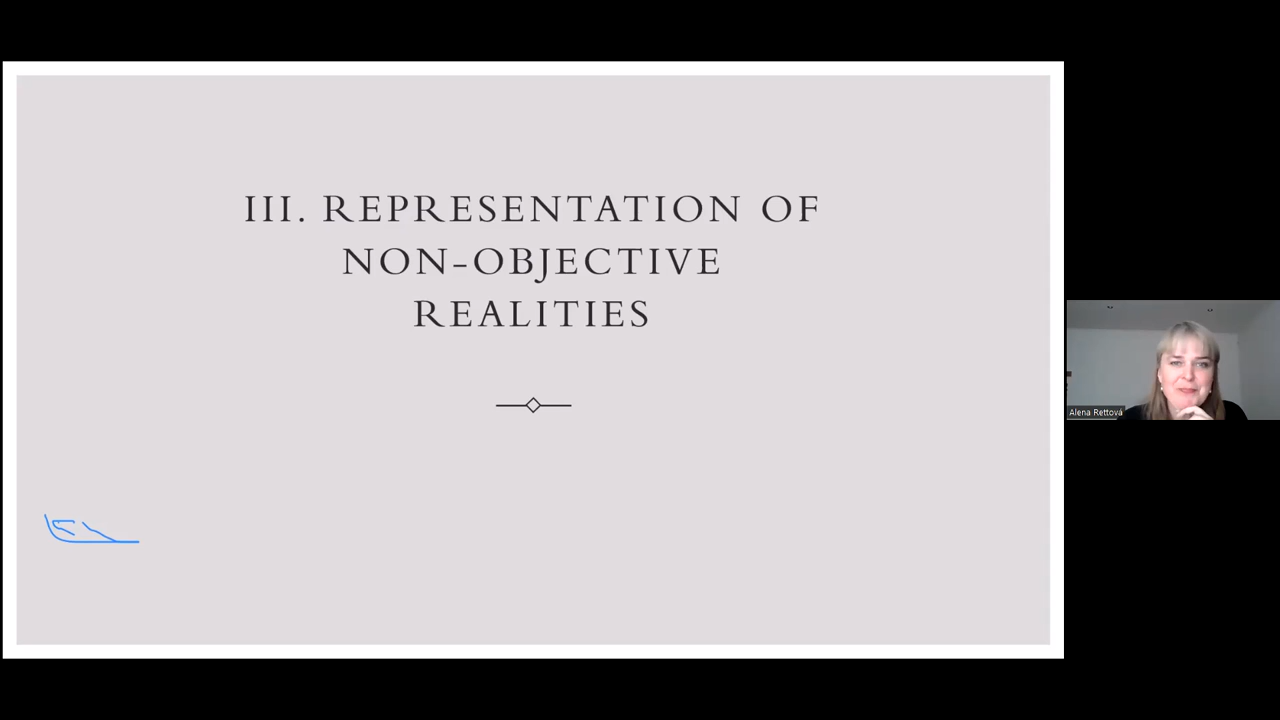 III. REPRESENTATION OF
NON-OBJECTIVE
REALITIES
Alena Rettová